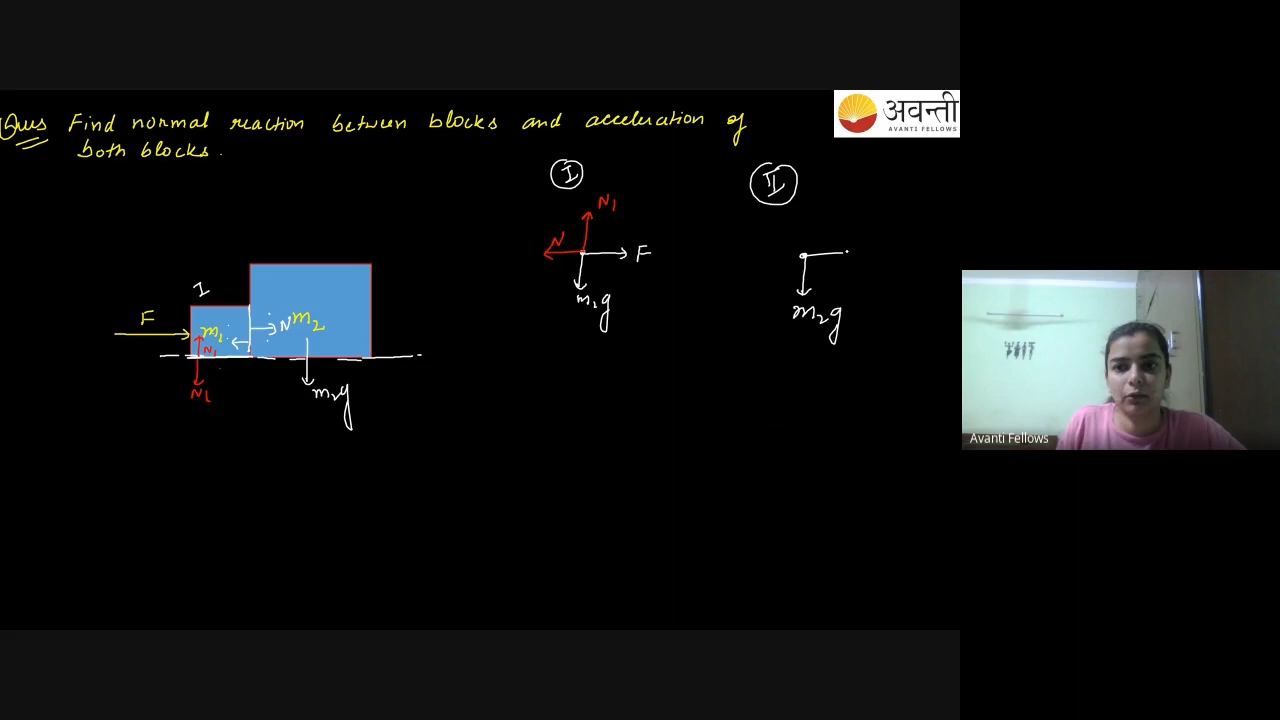 Ques Find normal reaction between blocks and acceleration of
both blocks.
अवन्ती
AVANTI FELLOWS
I
II
N1
N
F
m1g
m2g
I
F
m1
N
m2
N1
N1
m2g
Avanti Fellows